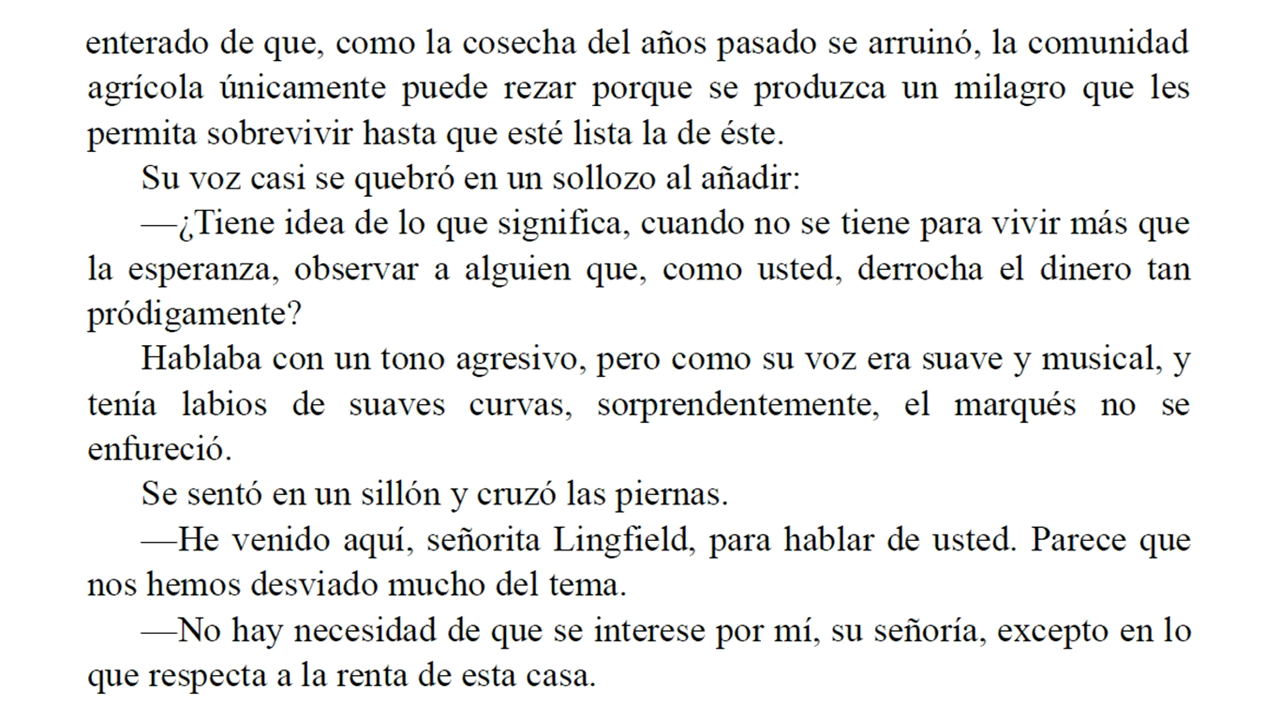 enterado de que, como la cosecha del años pasado se arruinó, la comunidad
agrícola únicamente puede rezar porque se produzca un milagro que les
permita sobrevivir hasta que esté lista la de éste.
Su voz casi se quebró en un sollozo al añadir:
—¿Tiene idea de lo que significa, cuando no se tiene para vivir más que
la esperanza, observar a alguien que, como usted, derrocha el dinero tan
pródigamente?
Hablaba con un tono agresivo, pero como su voz era suave y musical, y
tenía labios de suaves curvas, sorprendentemente, el marqués no se
enfureció.
Se sentó en un sillón y cruzó las piernas.
—He venido aquí, señorita Lingfield, para hablar de usted. Parece que
nos hemos desviado mucho del tema.
—No hay necesidad de que se interese por mí, su señoría, excepto en lo
que respecta a la renta de esta casa.